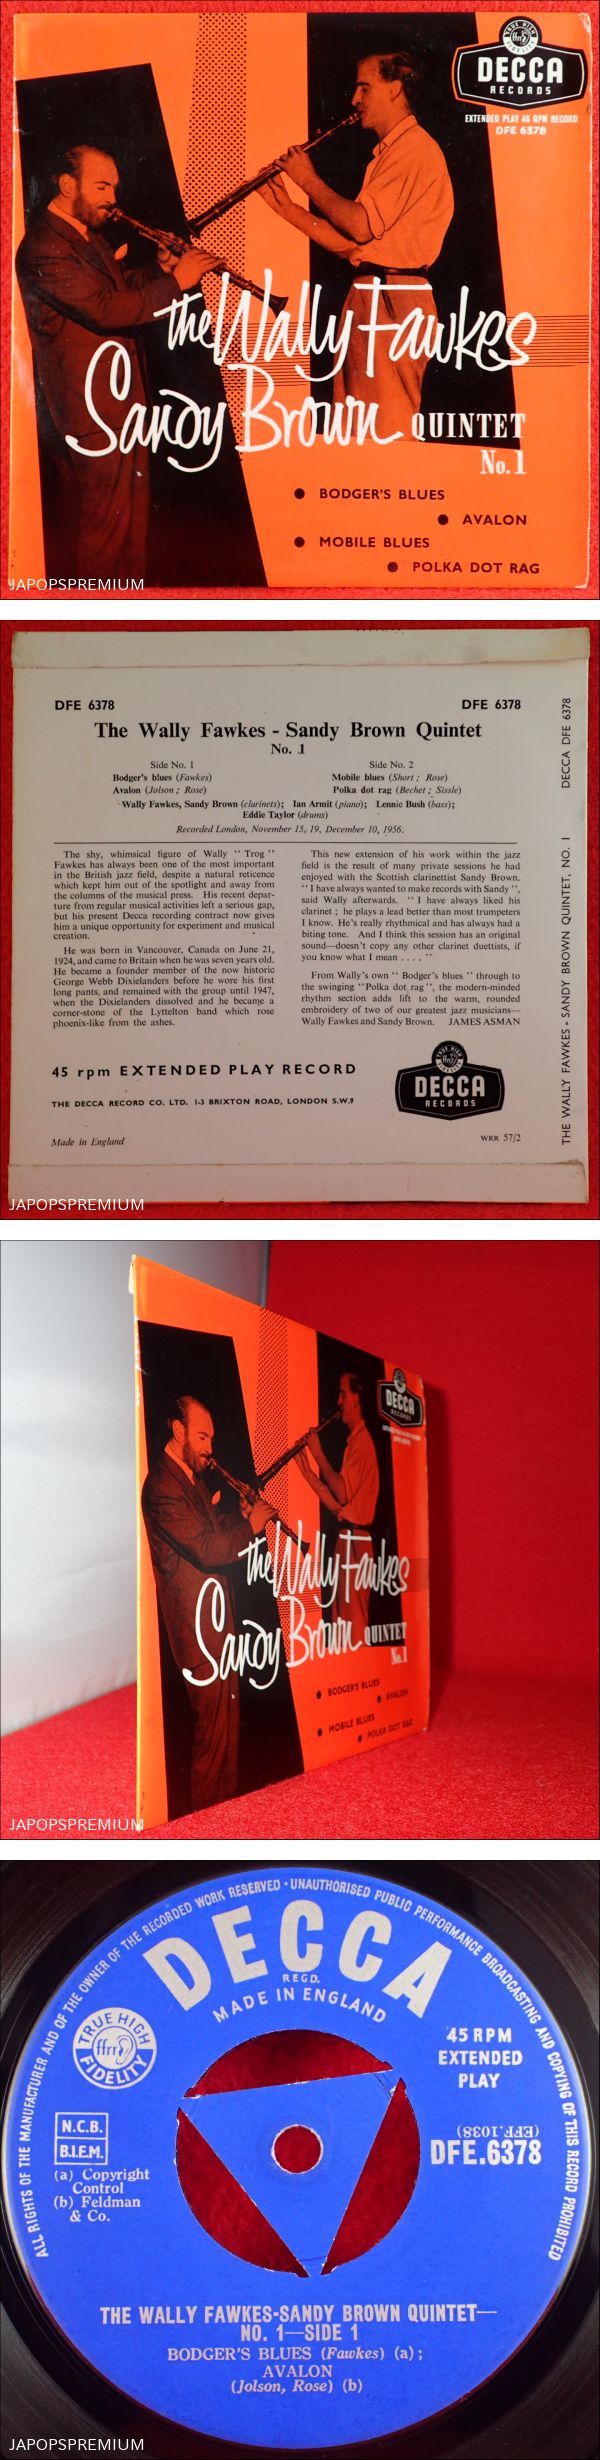 TRUE HIGH
ffrr
FIDELITY
DECCA
RECORDS
EXTENDED PLAY 45 RPM RECORD
DFE 6378
the Wally Fawkes
Sandy Brown QUINTET
No.1
BODGER'S BLUES
AVALON
MOBILE BLUES
POLKA DOT RAG
JAPOPSPREMIUM
DFE 6378
DFE 6378
The Wally Fawkes - Sandy Brown Quintet
No. 1
Side No. 1
Bodger's blues (Fawkes)
Avalon (Jolson; Rose)
Side No. 2
Mobile blues (Short; Rose)
Polka dot rag (Bechet; Sissle)
Wally Fawkes, Sandy Brown (clarinets); Ian Armit (piano); Lennie Bush (bass);
Eddie Taylor (drums)
Recorded London, November 15, 19, December 10, 1956.
The shy, whimsical figure of Wally "Trog"
Fawkes has always been one of the most important
in the British jazz field, despite a natural reticence
which kept him out of the spotlight and away from
the columns of the musical press. His recent depar-
ture from regular musical activities left a serious gap,
but his present Decca recording contract now gives
him a unique opportunity for experiment and musical
creation.
He was born in Vancouver, Canada on June 21,
1924, and came to Britain when he was seven years old.
He became a founder member of the now historic
George Webb Dixielanders before he wore his first
long pants, and remained with the group until 1947,
when the Dixielanders dissolved and he became a
corner-stone of the Lyttelton band which rose
phoenix-like from the ashes.
This new extension of his work within the jazz
field is the result of many private sessions he had
enjoyed with the Scottish clarinettist Sandy Brown.
"I have always wanted to make records with Sandy",
said Wally afterwards. "I have always liked his
clarinet; he plays a lead better than most trumpeters
I know. He's really rhythmical and has always had a
biting tone. And I think this session has an original
sound—doesn't copy any other clarinet duettists, if
you know what I mean . . . ."
From Wally's own "Bodger's blues" through to
the swinging "Polka dot rag", the modern-minded
rhythm section adds lift to the warm, rounded
embroidery of two of our greatest jazz musicians—
Wally Fawkes and Sandy Brown. JAMES ASMAN
45 rpm EXTENDED PLAY RECORD
THE DECCA RECORD CO. LTD. 1-3 BRIXTON ROAD, LONDON S.W.9
TRUE HIGH
ffrr
FIDELITY
DECCA
RECORDS
Made in England
WRR 57/2
THE WALLY FAWKES - SANDY BROWN QUINTET, NO. 1 DECCA DFE 6378
JAPOPSPREMIUM
DECCA
RECORDS
the Wally Fawkes
Sandy Brown QUINTET
No.1
BODGER'S BLUES
AVALON
MOBILE BLUES
POLKA DOT RAG
JAPOPSPREMIUM
ALL RIGHTS OF THE MANUFACTURER AND OF THE OWNER OF THE RECORDED WORK RESERVED · UNAUTHORISED PUBLIC PERFORMANCE BROADCASTING AND COPYING OF THIS RECORD PROHIBITED
DECCA
REGD.
MADE IN ENGLAND
TRUE HIGH
ffrr
FIDELITY
45 RPM
EXTENDED
PLAY
(EFF.1038)
DFE.6378
N.C.B.
B.I.E.M.
(a) Copyright
Control
(b) Feldman
& Co.
THE WALLY FAWKES-SANDY BROWN QUINTET—
NO. 1—SIDE 1
BODGER'S BLUES (Fawkes) (a);
AVALON
(Jolson, Rose) (b)
JAPOPSPREMIUM